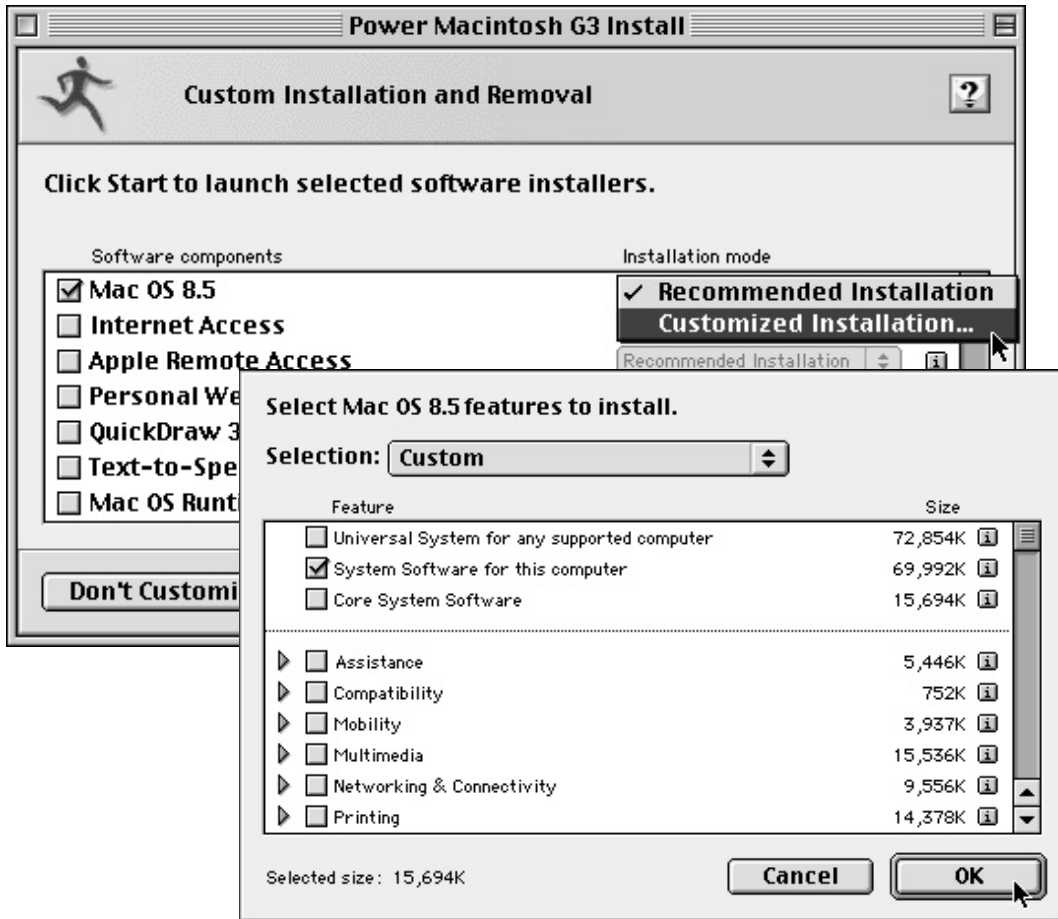 Power Macintosh G3 Install
Custom Installation and Removal
?
Click Start to launch selected software installers.
Software components Installation mode
Mac OS 8.5
Recommended Installation
Internet Access
Customized Installation...
Apple Remote Access Recommended Installation
Personal We
QuickDraw 3
Text-to-Spe
Mac OS Runt
Don't Customi
Select Mac OS 8.5 features to install.
Selection: Custom
Feature Size
Universal System for any supported computer 72,854K
System Software for this computer 69,992K
Core System Software 15,694K
Assistance 5,446K
Compatibility 752K
Mobility 3,937K
Multimedia 15,536K
Networking & Connectivity 9,556K
Printing 14,378K
Selected size: 15,694K Cancel OK